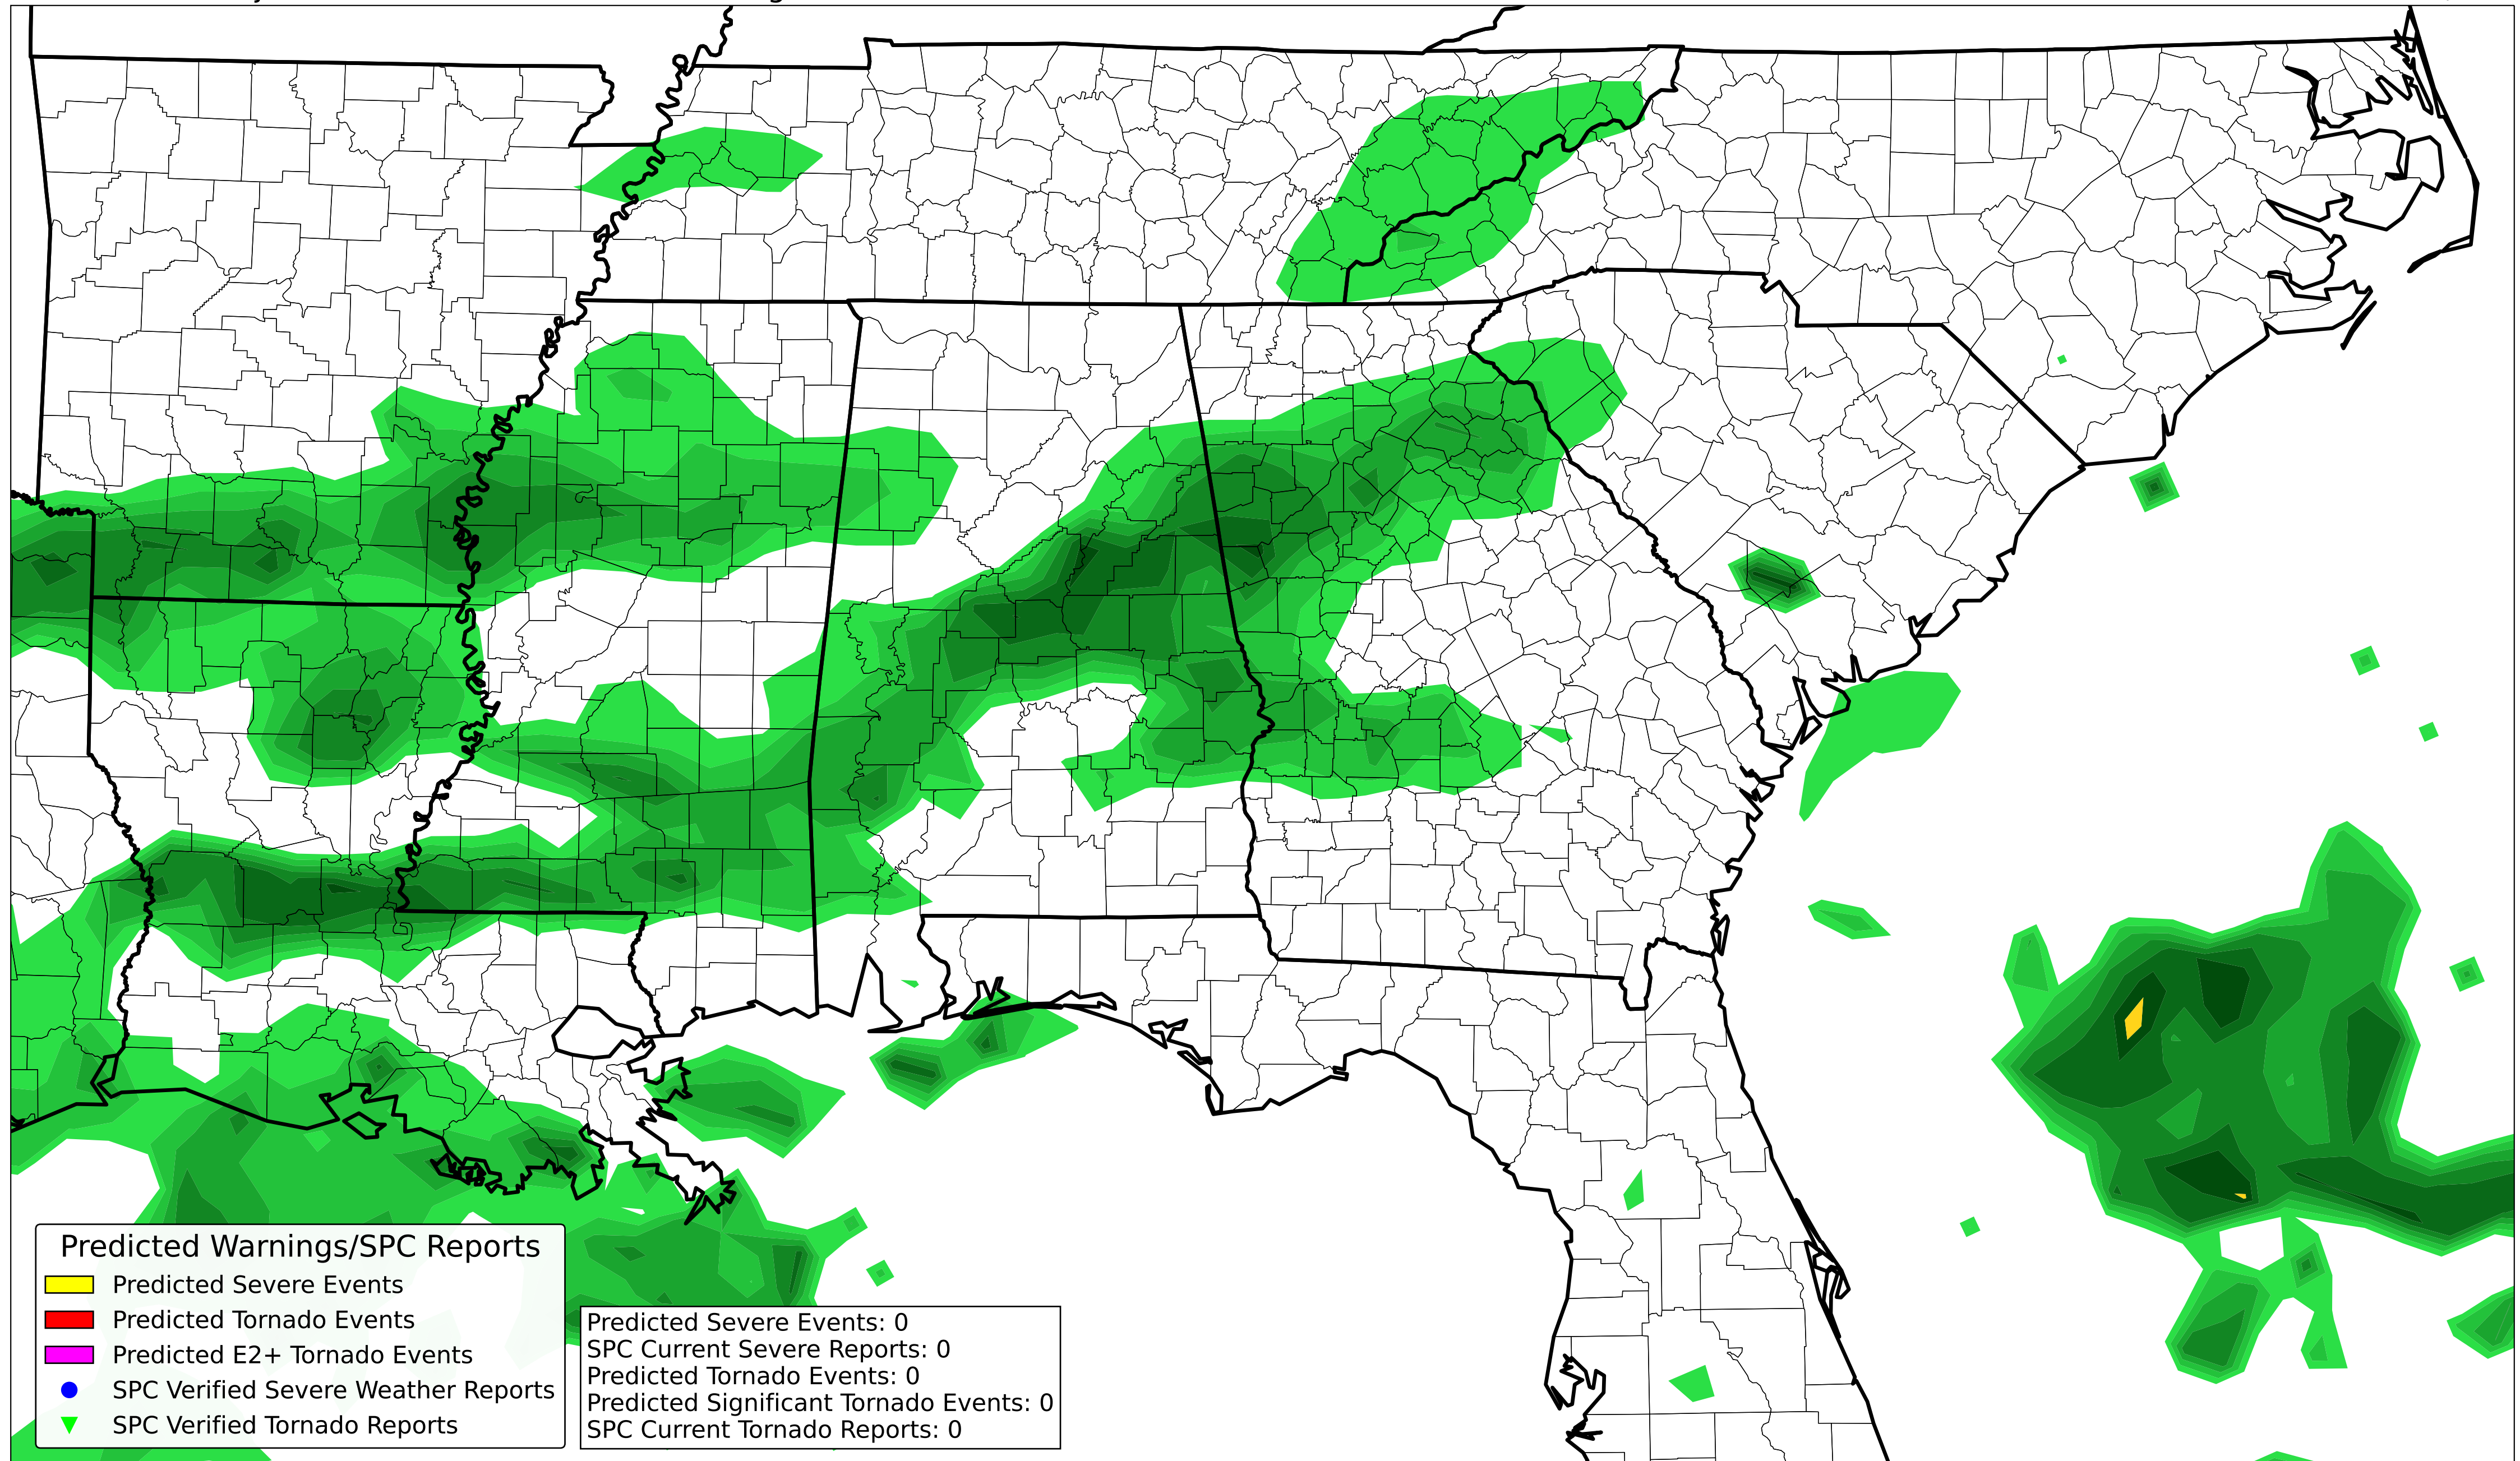 Predicted Warnings/SPC Reports
Predicted Severe Events
Predicted Tornado Events
Predicted E2+ Tornado Events
SPC Verified Severe Weather Reports
SPC Verified Tornado Reports
Predicted Severe Events: 0
SPC Current Severe Reports: 0
Predicted Tornado Events: 0
Predicted Significant Tornado Events: 0
SPC Current Tornado Reports: 0